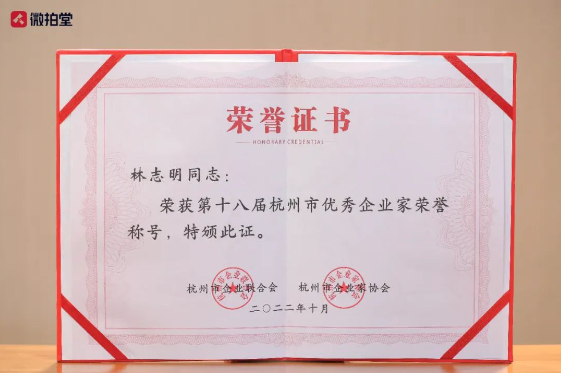 微拍堂
荣誉证书
HONORARY CREDENTIAL
林志明同志：
荣获第十八届杭州市优秀企业家荣誉
称号，特颁此证。
杭州市企业联合会 杭州市企业家协会
二〇二二年十月